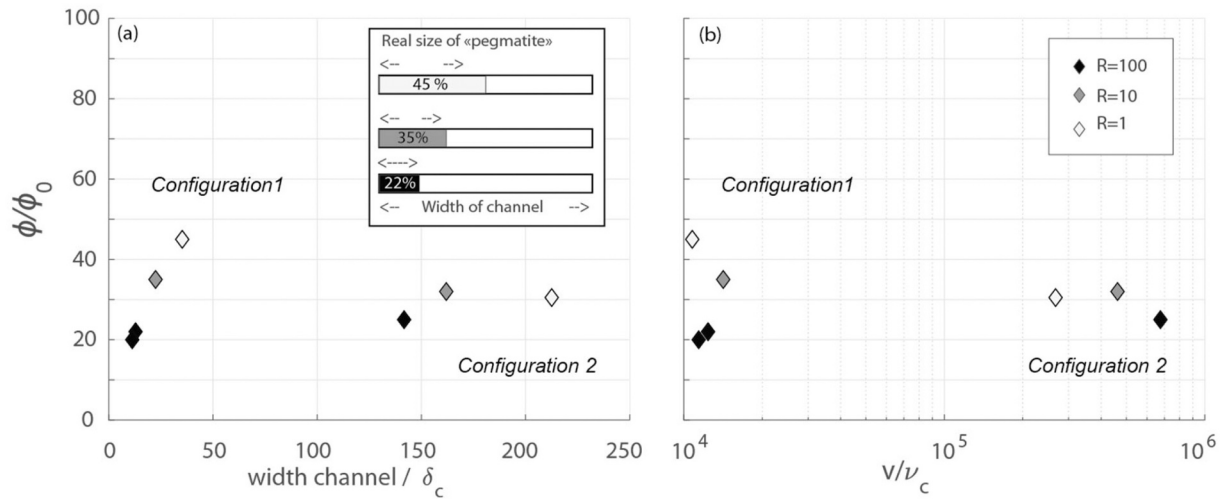 (a)
Real size of «pegmatite»
<-- -->
45 %
<-- -->
35%
<---->
22%
<-- Width of channel -->
Configuration1
Configuration 2
ϕ/ϕ0
100
80
60
40
20
0
0 50 100 150 200 250
width channel / δc
(b)
R=100
R=10
R=1
Configuration1
Configuration 2
10^4 10^5 10^6
v/νc